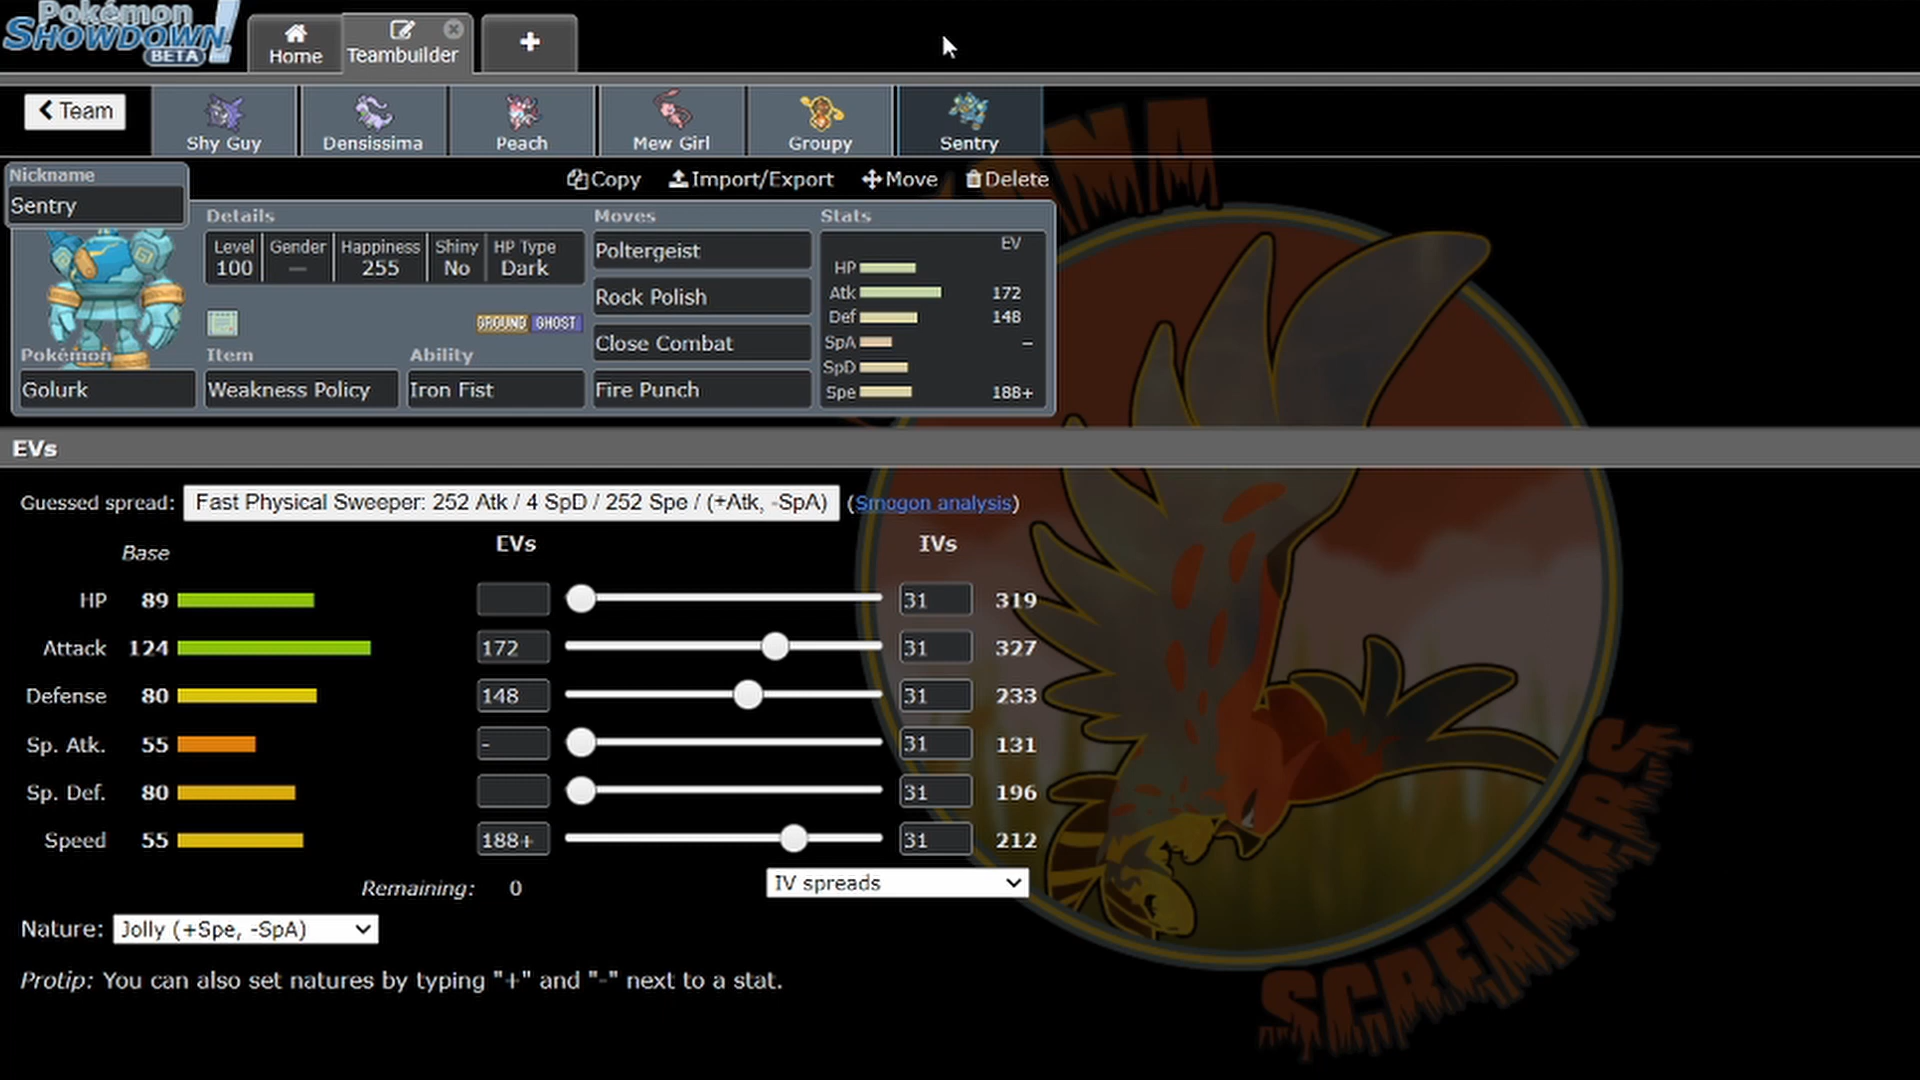 Pokémon
SHOWDOWN!
BETA
Home
Teambuilder
+
Team
Shy Guy
Densissima
Peach
Mew Girl
Groupy
Sentry
Nickname
Sentry
Copy
Import/Export
Move
Delete
Details
Moves
Stats
Level
100
Gender
—
Happiness
255
Shiny
No
HP Type
Dark
GROUND GHOST
Pokémon
Golurk
Item
Weakness Policy
Ability
Iron Fist
Poltergeist
Rock Polish
Close Combat
Fire Punch
EV
HP
Atk 172
Def 148
SpA –
SpD
Spe 188+
EVs
Guessed spread: Fast Physical Sweeper: 252 Atk / 4 SpD / 252 Spe / (+Atk, -SpA) (Smogon analysis)
Base EVs IVs
HP 89 31 319
Attack 124 172 31 327
Defense 80 148 31 233
Sp. Atk. 55 - 31 131
Sp. Def. 80 31 196
Speed 55 188+ 31 212
Remaining: 0
IV spreads
Nature: Jolly (+Spe, -SpA)
Protip: You can also set natures by typing "+" and "-" next to a stat.
SCREAMERS